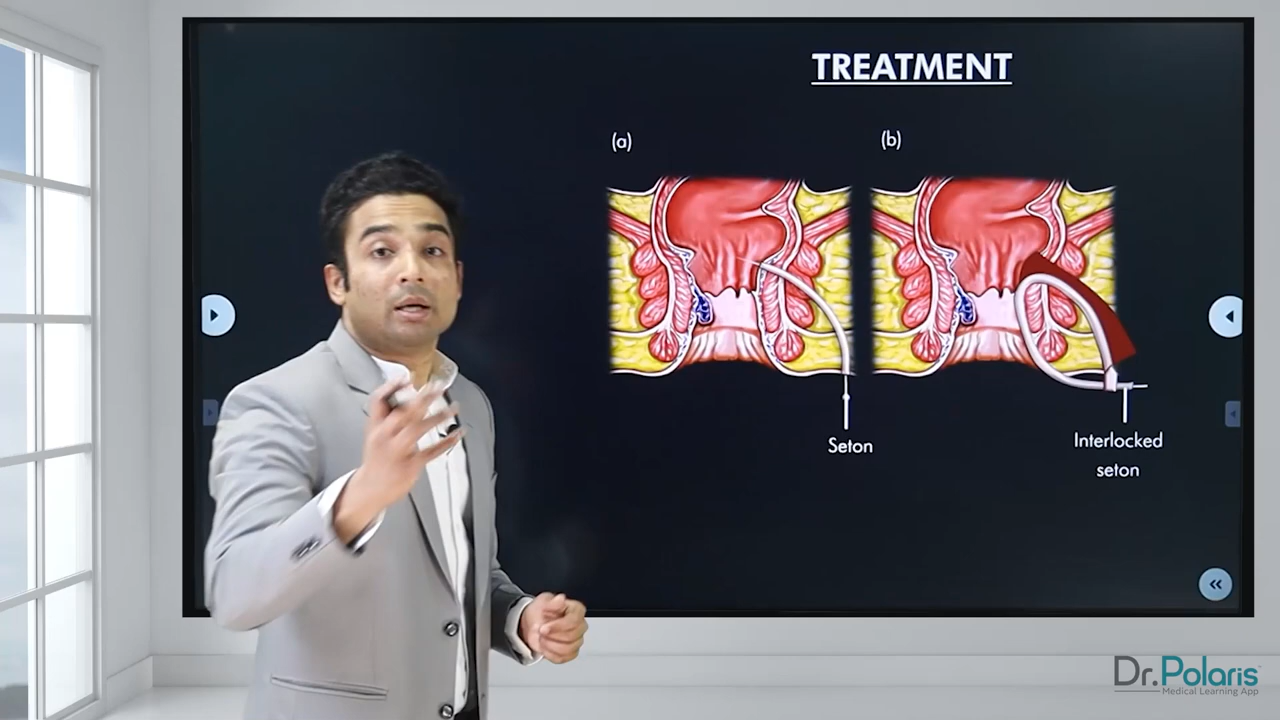 TREATMENT
(a)
(b)
Seton
Interlocked
seton
Dr.Polaris
Medical Learning App